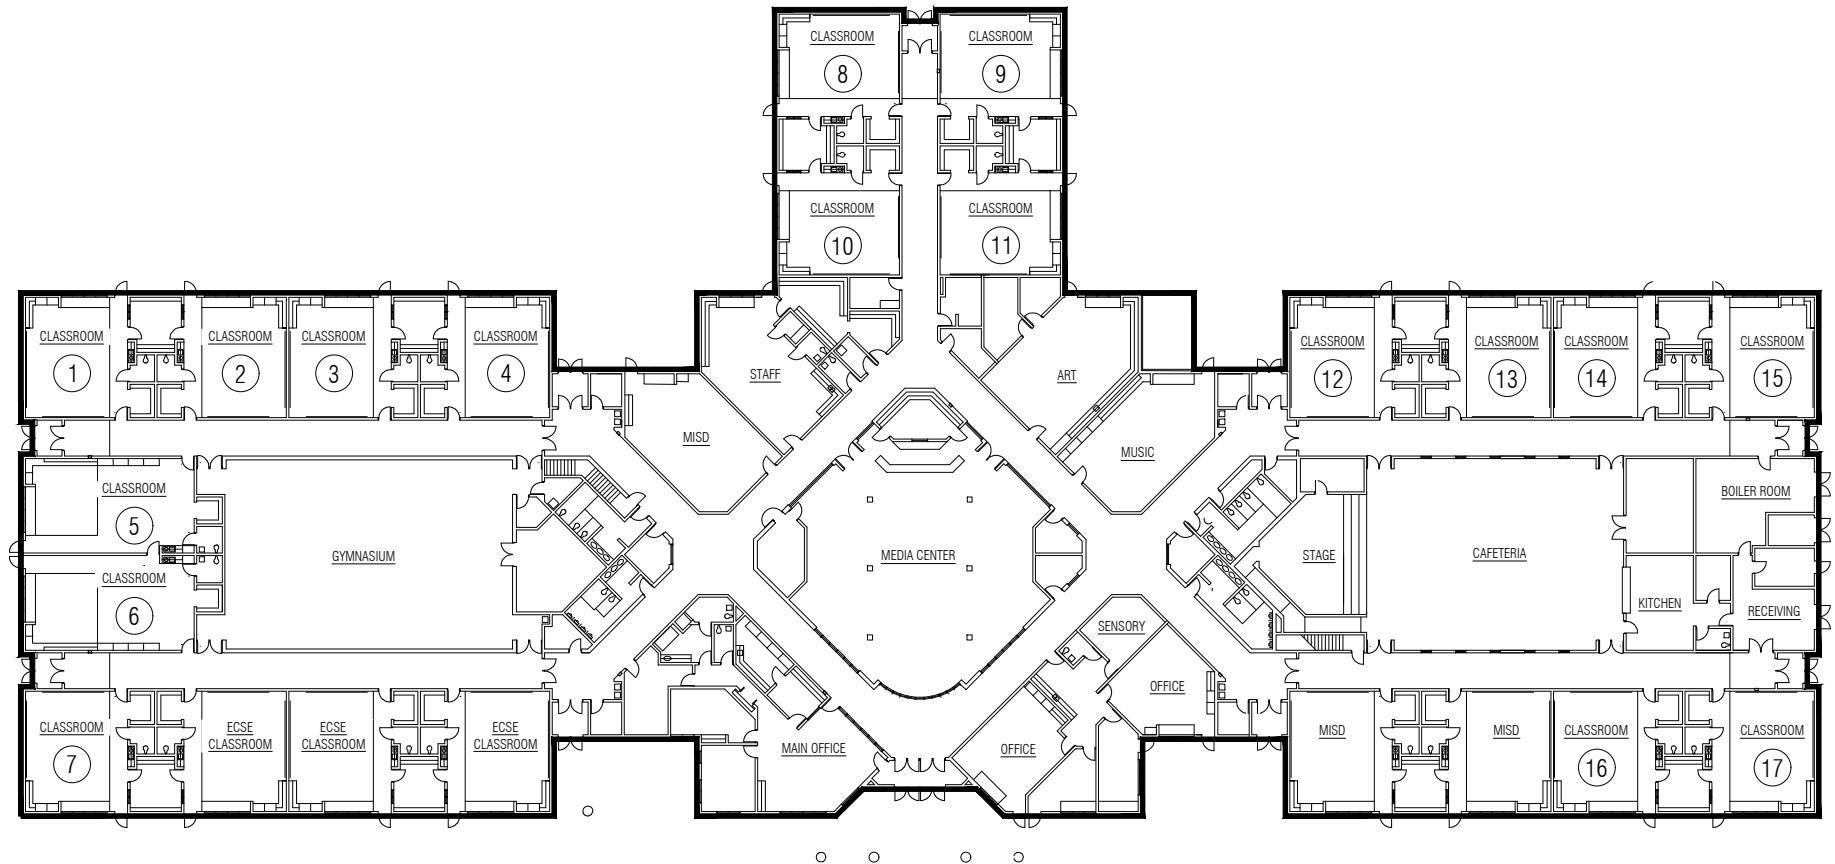 CLASSROOM
8
CLASSROOM
9
CLASSROOM
10
CLASSROOM
11
CLASSROOM
1
CLASSROOM
2
CLASSROOM
3
CLASSROOM
4
STAFF
ART
CLASSROOM
12
CLASSROOM
13
CLASSROOM
14
CLASSROOM
15
MISD
MUSIC
CLASSROOM
5
CLASSROOM
6
GYMNASIUM
MEDIA CENTER
STAGE
CAFETERIA
BOILER ROOM
KITCHEN
RECEIVING
SENSORY
OFFICE
CLASSROOM
7
ECSE
CLASSROOM
ECSE
CLASSROOM
ECSE
CLASSROOM
MAIN OFFICE
OFFICE
MISD
MISD
CLASSROOM
16
CLASSROOM
17